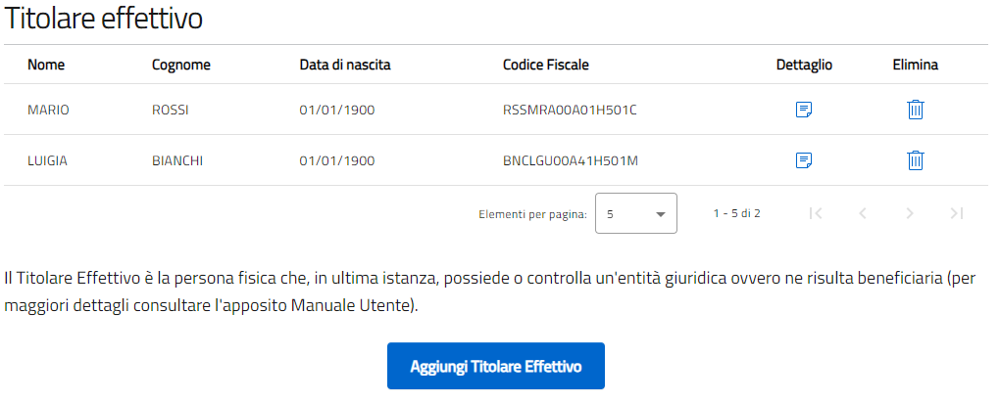 Titolare effettivo
Nome Cognome Data di nascita Codice Fiscale Dettaglio Elimina
MARIO ROSSI 01/01/1900 RSSMRA00A01H501C
LUIGIA BIANCHI 01/01/1900 BNCLGU00A41H501M
Elementi per pagina: 5 1 - 5 di 2
Il Titolare Effettivo è la persona fisica che, in ultima istanza, possiede o controlla un'entità giuridica ovvero ne risulta beneficiaria (per
maggiori dettagli consultare l'apposito Manuale Utente).
Aggiungi Titolare Effettivo